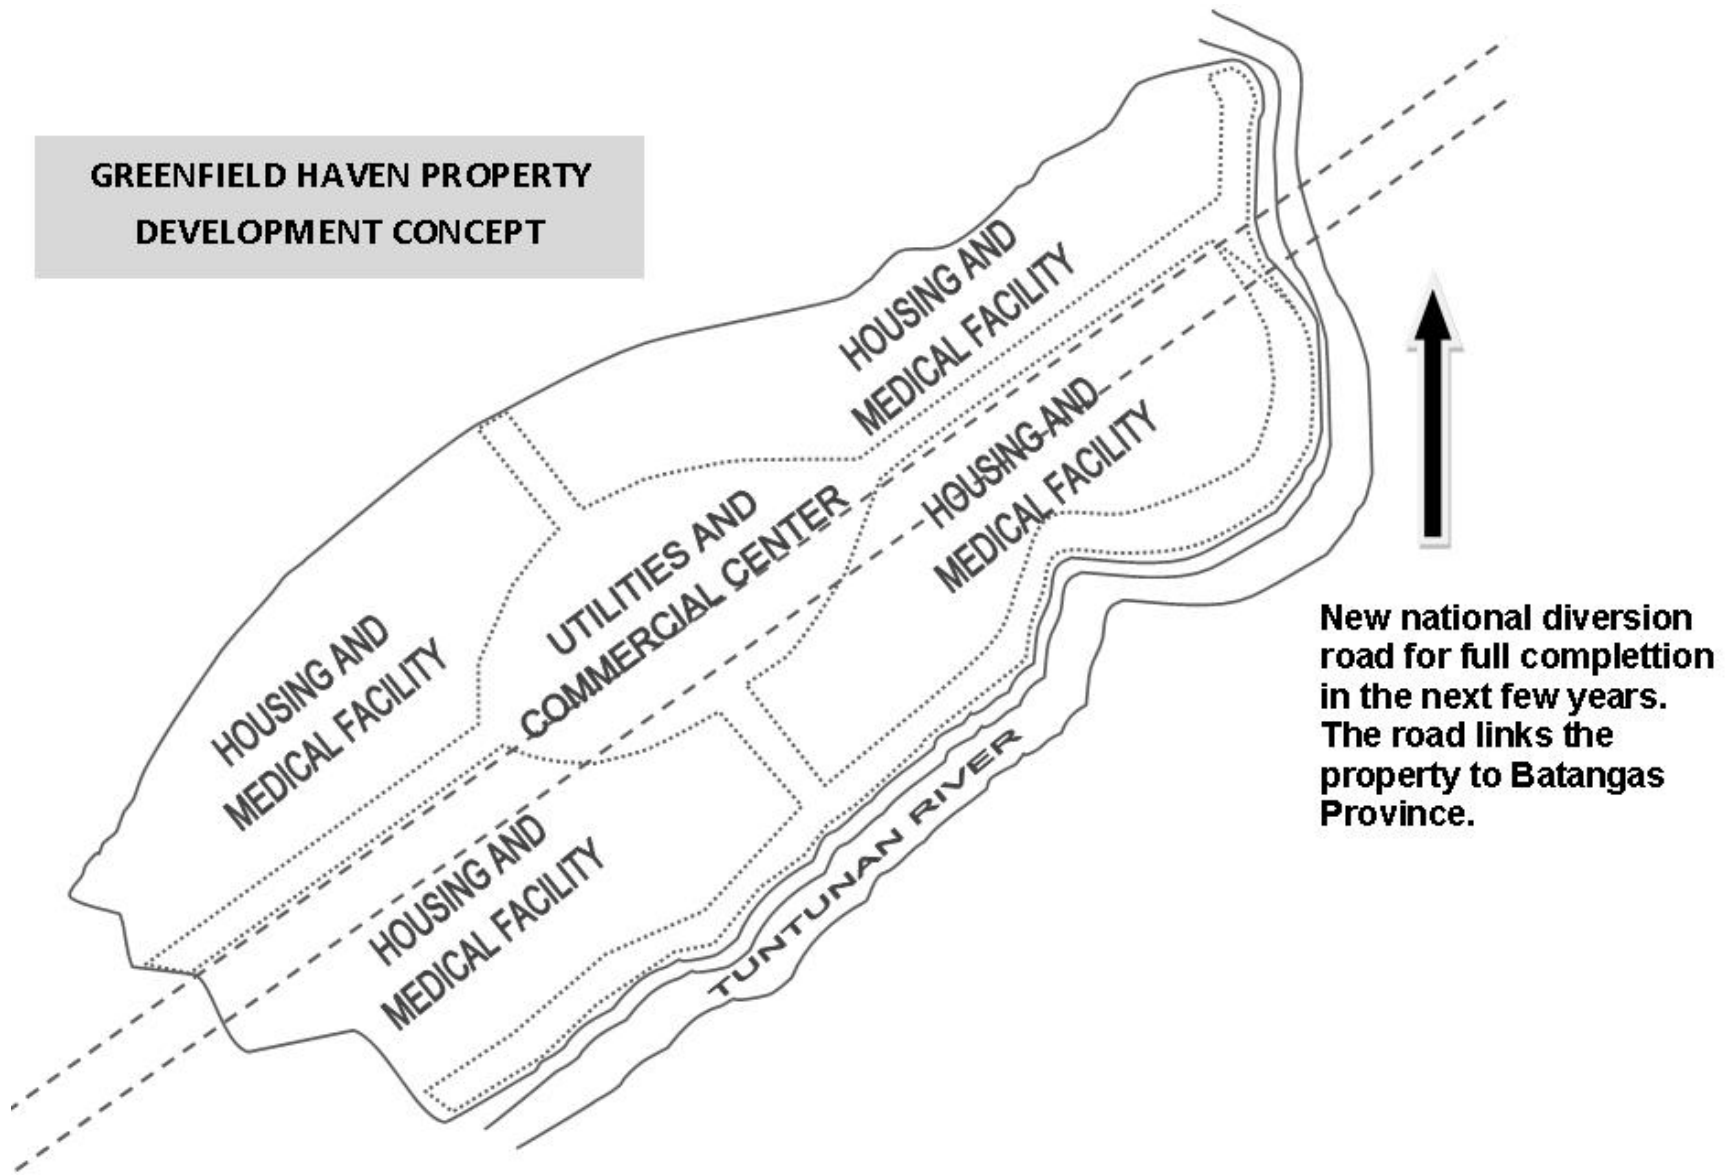 GREENFIELD HAVEN PROPERTY
DEVELOPMENT CONCEPT
HOUSING AND
MEDICAL FACILITY
HOUSING AND
MEDICAL FACILITY
UTILITIES AND
COMMERCIAL CENTER
HOUSING AND
MEDICAL FACILITY
HOUSING AND
MEDICAL FACILITY
TUNTUNAN RIVER
New national diversion
road for full complettion
in the next few years.
The road links the
property to Batangas
Province.